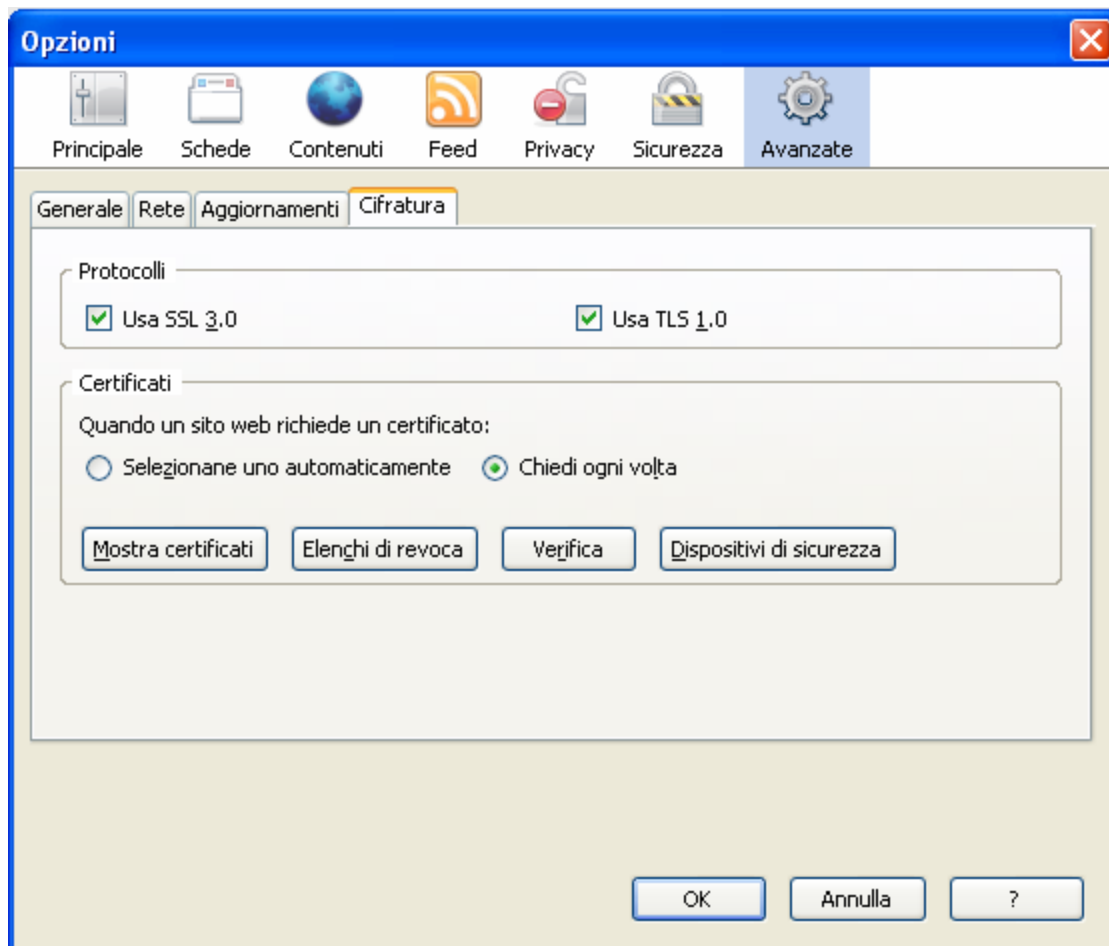 Opzioni
Principale Schede Contenuti Feed Privacy Sicurezza Avanzate
Generale Rete Aggiornamenti Cifratura
Protocolli
Usa SSL 3.0 Usa TLS 1.0
Certificati
Quando un sito web richiede un certificato:
Selezionane uno automaticamente Chiedi ogni volta
Mostra certificati Elenchi di revoca Verifica Dispositivi di sicurezza
OK Annulla ?